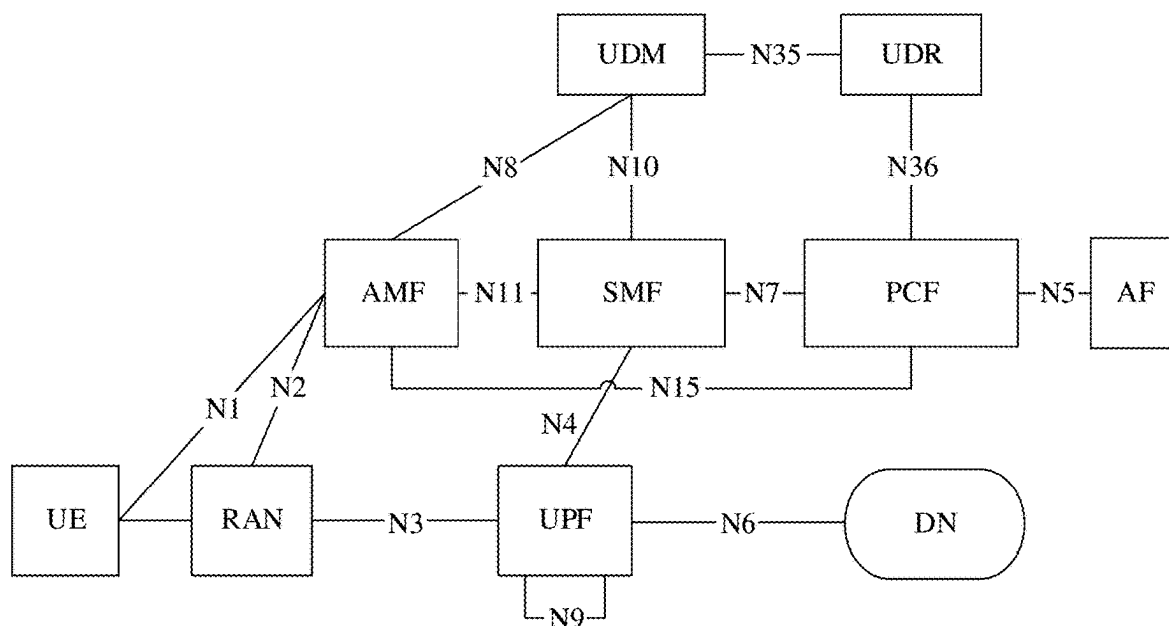 UDM N35 UDR
N8 N10 N36
AMF N11 SMF N7 PCF N5 AF
N2 N15
N1 N4
UE RAN N3 UPF N6 DN
N9